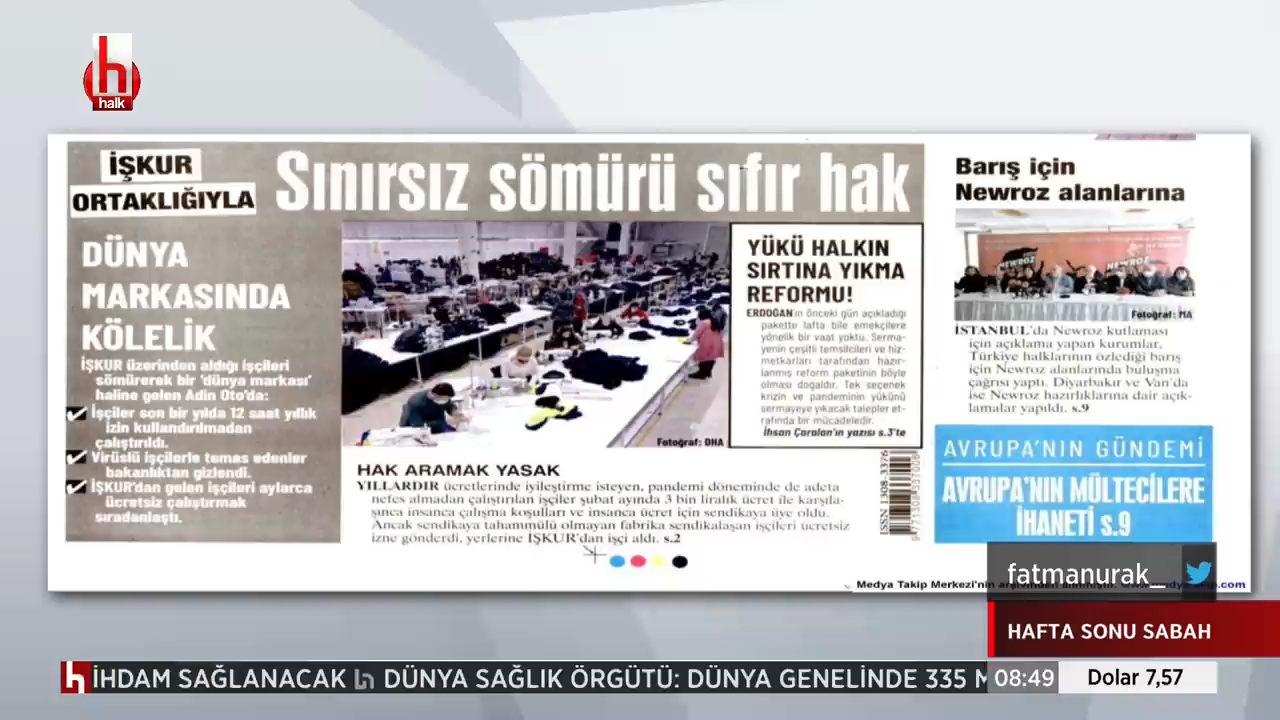 h
halk
İŞKUR
ORTAKLIĞIYLA
Sınırsız sömürü sıfır hak
DÜNYA
MARKASINDA
KÖLELİK
İŞKUR üzerinden aldığı işçileri
sömürerek bir 'dünya markası'
haline gelen Adin Oto'da:
İşçiler son bir yılda 12 saat yıllık
izin kullandırılmadan
çalıştırıldı.
Virüslü işçilerle temas edenler
bakanlıktan gizlendi.
İŞKUR'dan gelen işçileri aylarca
ücretsiz çalıştırmak
sıradanlaştı.
Fotoğraf: DHA
YÜKÜ HALKIN
SIRTINA YIKMA
REFORMU!
ERDOĞAN'ın önceki gün açıkladığı
pakette lafta bile emekçilere
yönelik bir vaat yoktu. Serma-
yenin çeşitli temsilcileri ve hiz-
metkarları tarafından hazır-
lanmış reform paketinin böyle
olması doğaldır. Tek seçenek
krizin ve pandeminin yükünü
sermayeye yıkacak talepler et-
rafında bir mücadeledir.
İhsan Çaralan'ın yazısı s.3'te
HAK ARAMAK YASAK
YILLARDIR ücretlerinde iyileştirme isteyen, pandemi döneminde de adeta
nefes almadan çalıştırılan işçiler şubat ayında 3 bin liralık ücret ile karşıla-
şınca insanca çalışma koşulları ve insanca ücret için sendikaya üye oldu.
Ancak sendikaya tahammülü olmayan fabrika sendikalaşan işçileri ücretsiz
izne gönderdi, yerlerine İŞKUR'dan işçi aldı. s.2
ISSN 1308-3376
Barış için
Newroz alanlarına
NEWROZ
NEWROZ
Fotoğraf: MA
İSTANBUL'da Newroz kutlaması
için açıklama yapan kurumlar,
Türkiye halklarının özlediği barış
için Newroz alanlarında buluşma
çağrısı yaptı. Diyarbakır ve Van'da
ise Newroz hazırlıklarına dair açık-
lamalar yapıldı. s.9
AVRUPA'NIN GÜNDEMİ
AVRUPA'NIN MÜLTECİLERE
İHANETİ s.9
Medya Takip Merkezi'nin arşivinden alınmıştır.
fatmanurak_
HAFTA SONU SABAH
h İHDAM SAĞLANACAK h DÜNYA SAĞLIK ÖRGÜTÜ: DÜNYA GENELİNDE 335 M
08:49
Dolar 7,57